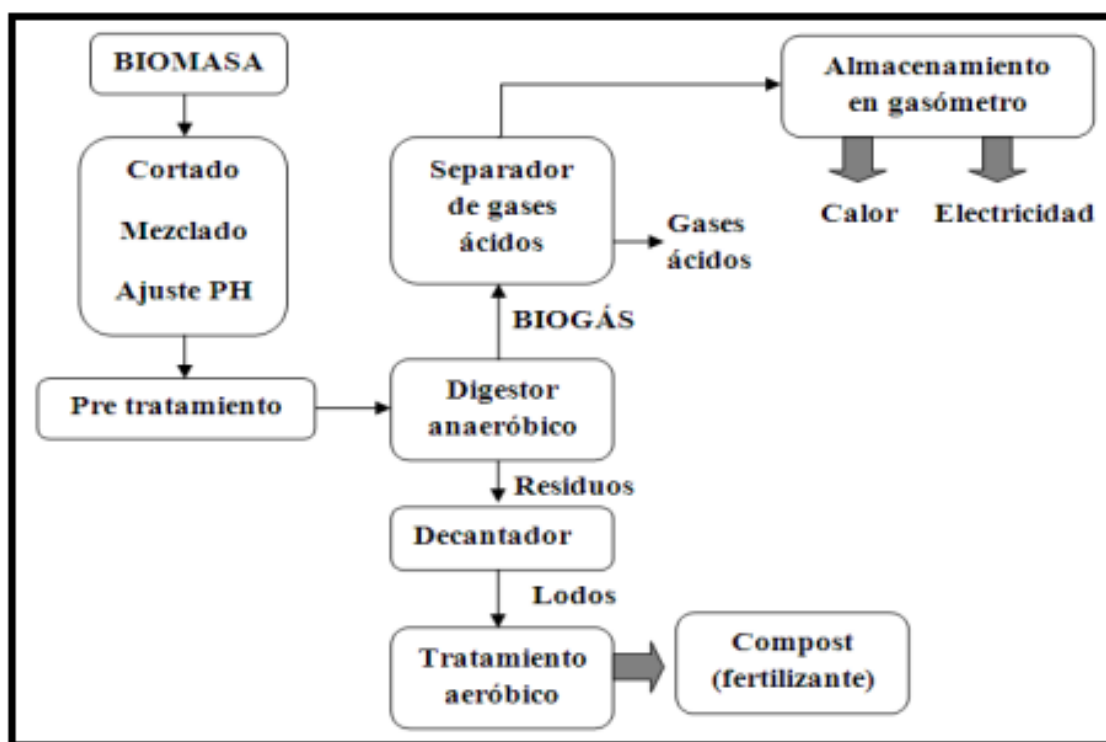 BIOMASA
Cortado
Mezclado
Ajuste PH
Pre tratamiento
Digestor
anaeróbico
BIOGÁS
Separador
de gases
ácidos
Gases
ácidos
Almacenamiento
en gasómetro
Calor
Electricidad
Residuos
Decantador
Lodos
Tratamiento
aeróbico
Compost
(fertilizante)